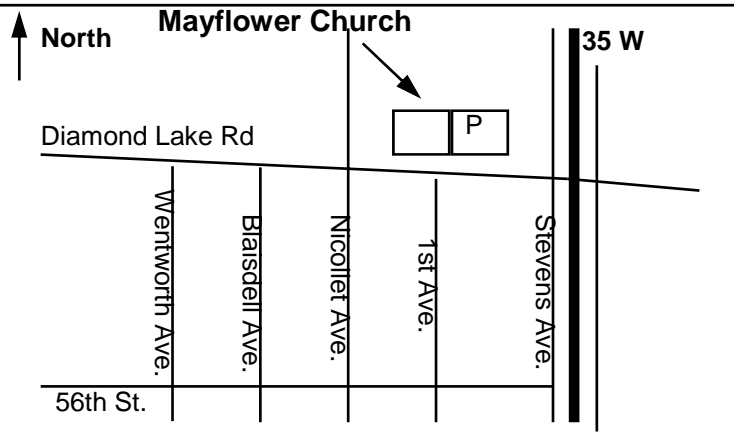 Mayflower Church
North
35 W
P
Diamond Lake Rd
Wentworth Ave.
Blaisdell Ave.
Nicollet Ave.
1st Ave.
Stevens Ave.
56th St.